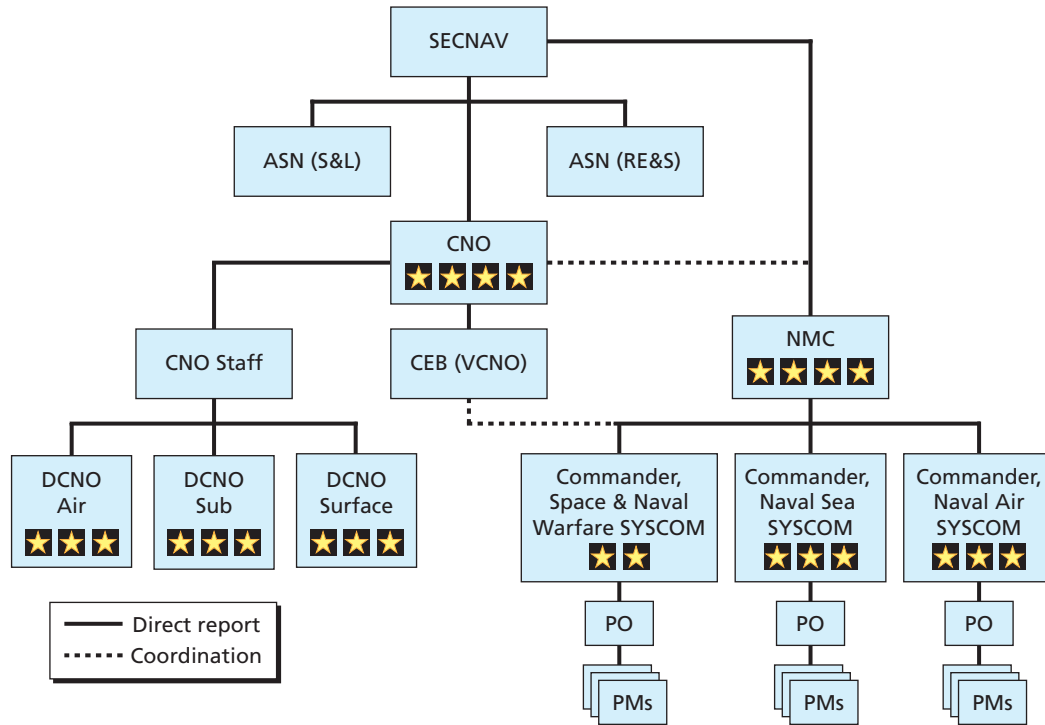 SECNAV
ASN (S&L)
ASN (RE&S)
CNO
CNO Staff
CEB (VCNO)
NMC
DCNO
Air
DCNO
Sub
DCNO
Surface
Commander,
Space & Naval
Warfare SYSCOM
Commander,
Naval Sea
SYSCOM
Commander,
Naval Air
SYSCOM
PO
PO
PO
PMs
PMs
PMs
Direct report
Coordination